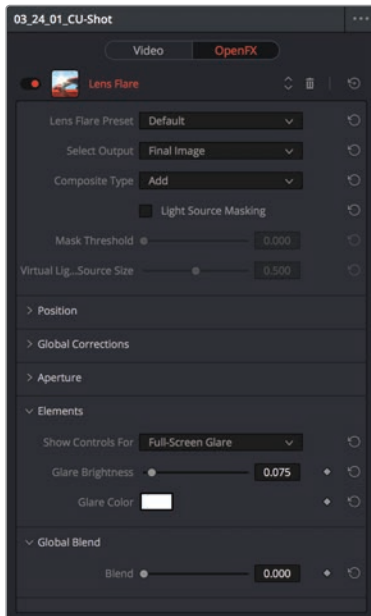 03_24_01_CU-Shot
Video OpenFX
Lens Flare
Lens Flare Preset Default
Select Output Final Image
Composite Type Add
Light Source Masking
Mask Threshold 0.000
Virtual Lig...Source Size 0.500
Position
Global Corrections
Aperture
Elements
Show Controls For Full-Screen Glare
Glare Brightness 0.075
Glare Color
Global Blend
Blend 0.000